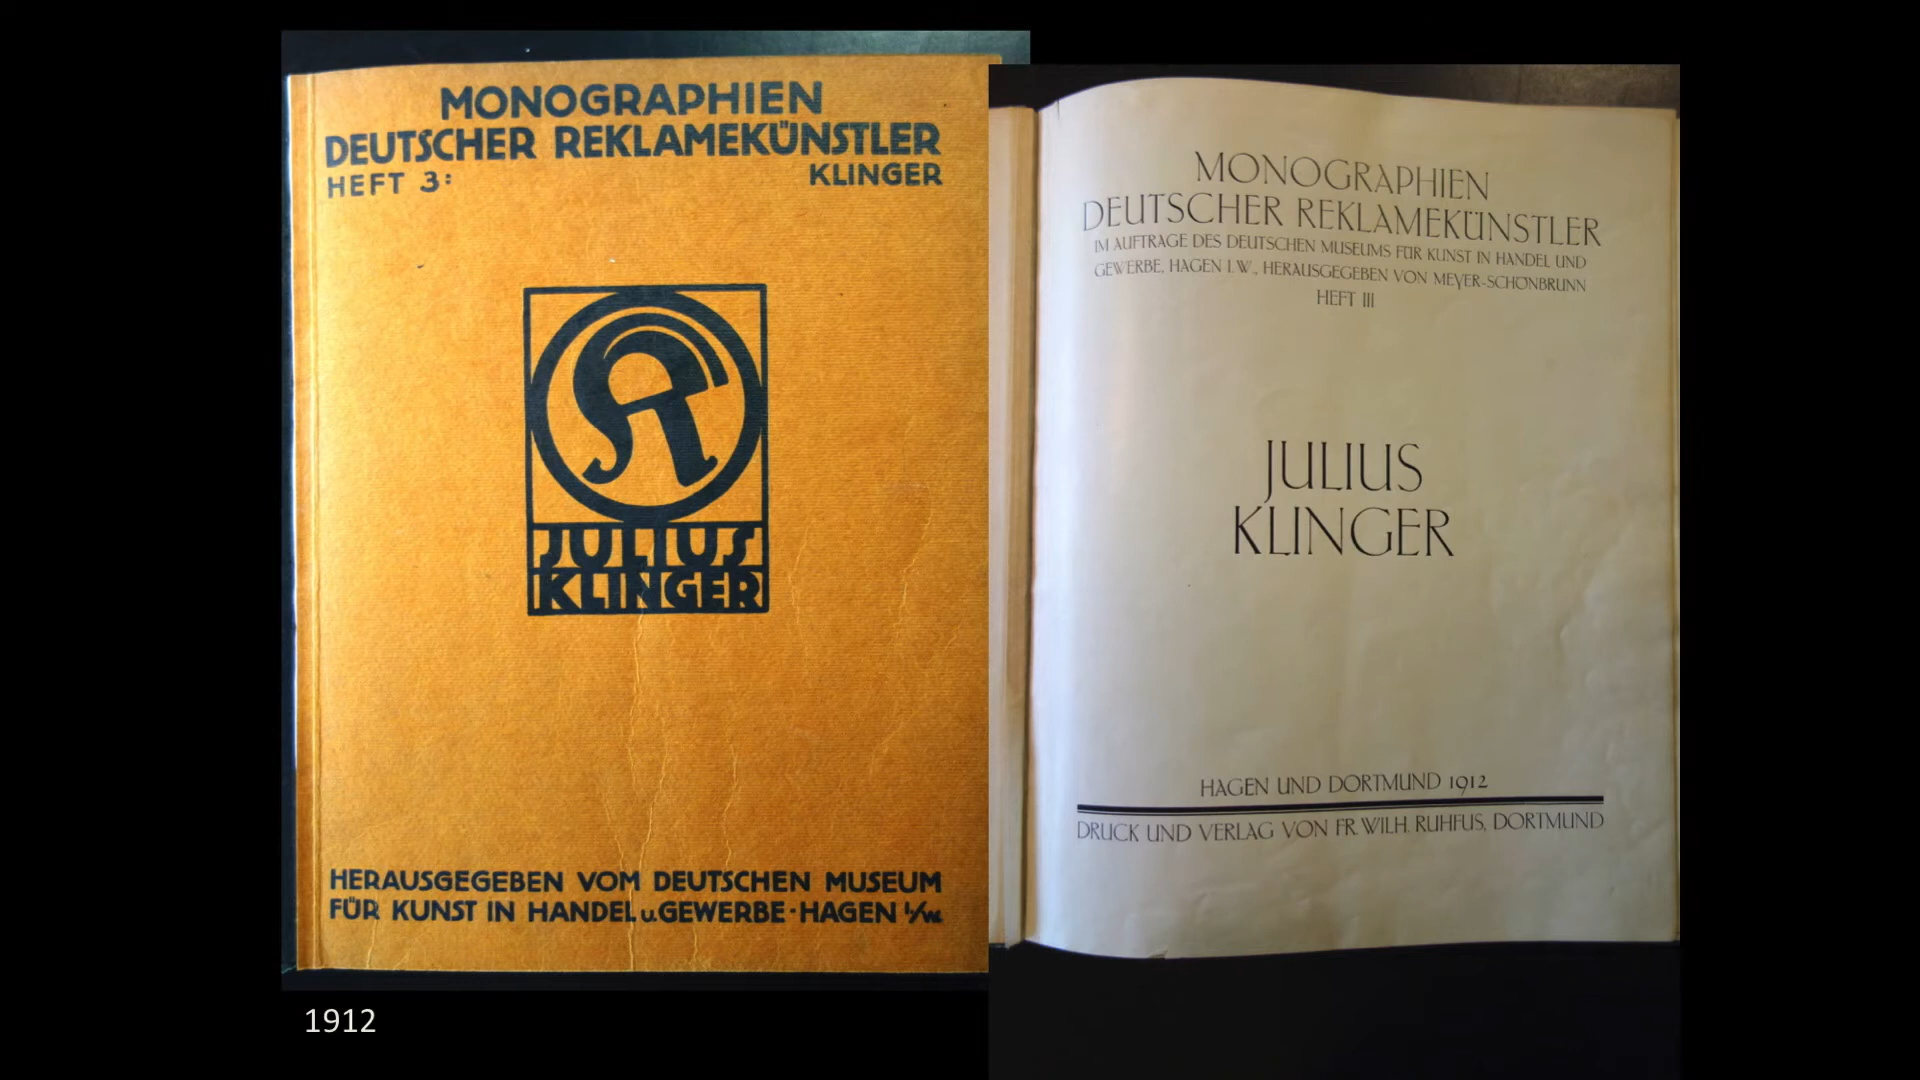 MONOGRAPHIEN
DEUTSCHER REKLAMEKÜNSTLER
HEFT 3: KLINGER
JULIUS
KLINGER
HERAUSGEGEBEN VOM DEUTSCHEN MUSEUM
FÜR KUNST IN HANDEL u. GEWERBE · HAGEN i/W.
1912
MONOGRAPHIEN
DEUTSCHER REKLAMEKÜNSTLER
IM AUFTRAGE DES DEUTSCHEN MUSEUMS FÜR KUNST IN HANDEL UND
GEWERBE, HAGEN I. W., HERAUSGEGEBEN VON MEYER-SCHÖNBRUNN
HEFT III
JULIUS
KLINGER
HAGEN UND DORTMUND 1912
DRUCK UND VERLAG VON FR. WILH. RUHFUS, DORTMUND